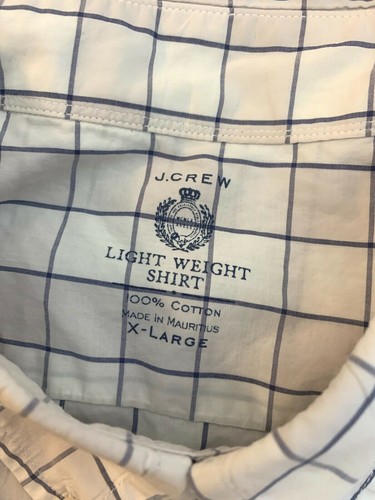 J.CREW
LIGHT WEIGHT
SHIRT
100% COTTON
MADE IN MAURITIUS
X-LARGE